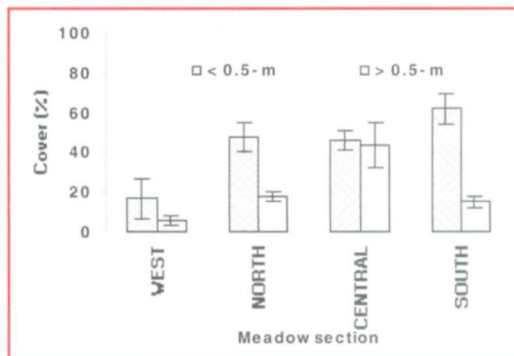 100
80
60
40
20
0
Cover (%)
< 0.5-m
> 0.5-m
WEST
NORTH
CENTRAL
SOUTH
Meadow section